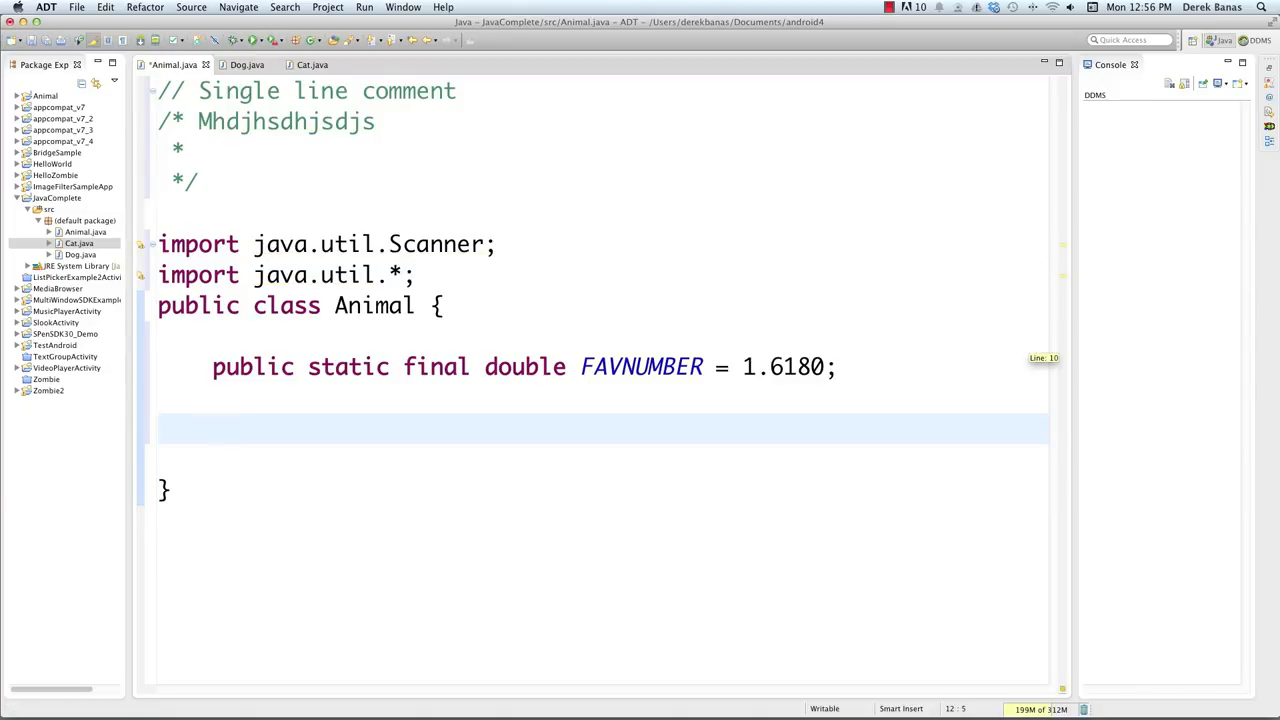 ADT File Edit Refactor Source Navigate Search Project Run Window Help
10 Mon 12:56 PM Derek Banas
Java – JavaComplete/src/Animal.java – ADT – /Users/derekbanas/Documents/android4
Quick Access Java DDMS
Package Exp
*Animal.java Dog.java Cat.java
Console
DDMS
Animal
appcompat_v7
appcompat_v7_2
appcompat_v7_3
appcompat_v7_4
BridgeSample
HelloWorld
HelloZombie
ImageFilterSampleApp
JavaComplete
src
(default package)
Animal.java
Cat.java
Dog.java
JRE System Library [Ja
ListPickerExample2Activi
MediaBrowser
MultiWindowSDKExample
MusicPlayerActivity
SlookActivity
SPenSDK30_Demo
TestAndroid
TextGroupActivity
VideoPlayerActivity
Zombie
Zombie2
// Single line comment
/* Mhdjhsdhjsdjs
*
*/
import java.util.Scanner;
import java.util.*;
public class Animal {
public static final double FAVNUMBER = 1.6180;
}
Line: 10
Writable Smart Insert 12 : 5 199M of 312M